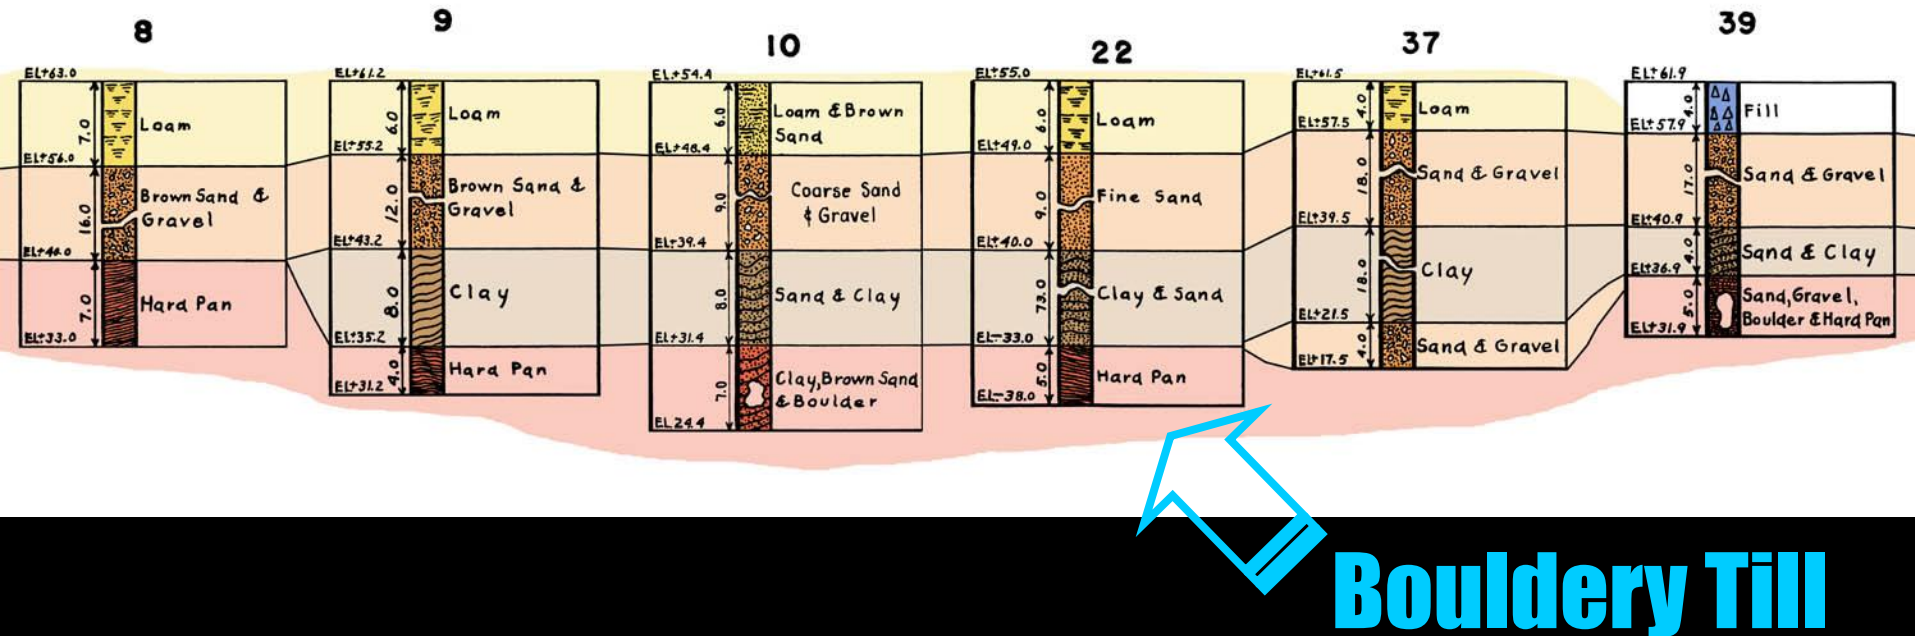 8
EL+63.0
7.0
Loam
EL+56.0
16.0
Brown Sand &
Gravel
EL+40.0
7.0
Hard Pan
EL+33.0
9
EL+61.2
6.0
Loam
EL+55.2
12.0
Brown Sand &
Gravel
EL+43.2
8.0
Clay
EL+35.2
4.0
Hard Pan
EL+31.2
10
EL+54.4
6.0
Loam & Brown
Sand
EL+48.4
9.0
Coarse Sand
& Gravel
EL+39.4
8.0
Sand & Clay
EL+31.4
7.0
Clay, Brown Sand
& Boulder
EL 24.4
22
EL+55.0
6.0
Loam
EL+49.0
9.0
Fine Sand
EL+40.0
73.0
Clay & Sand
EL-33.0
5.0
Hard Pan
EL-38.0
37
EL+61.5
4.0
Loam
EL+57.5
18.0
Sand & Gravel
EL+39.5
18.0
Clay
EL+21.5
4.0
Sand & Gravel
EL+17.5
39
EL+61.9
4.0
Fill
EL+57.9
17.0
Sand & Gravel
EL+40.9
4.0
Sand & Clay
EL+36.9
5.0
Sand, Gravel,
Boulder & Hard Pan
EL+31.9
Bouldery Till